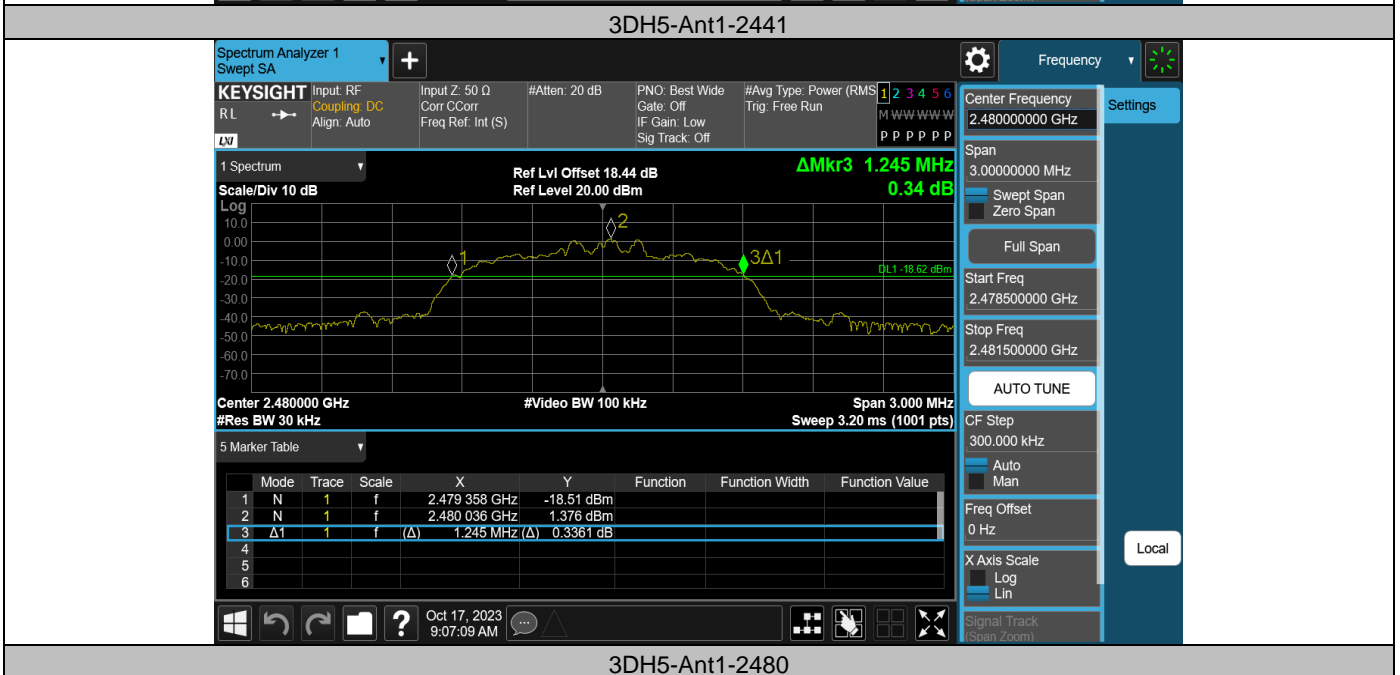 3DH5-Ant1-2441
Spectrum Analyzer 1
Swept SA
Frequency
KEYSIGHT
RL
LXI
Input: RF
Coupling: DC
Align: Auto
Input Z: 50 Ω
Corr CCorr
Freq Ref: Int (S)
#Atten: 20 dB
PNO: Best Wide
Gate: Off
IF Gain: Low
Sig Track: Off
#Avg Type: Power (RMS
Trig: Free Run
1 2 3 4 5 6
M W W W W W
P P P P P P
Center Frequency
2.480000000 GHz
Settings
1 Spectrum
Scale/Div 10 dB
Ref Lvl Offset 18.44 dB
Ref Level 20.00 dBm
ΔMkr3 1.245 MHz
0.34 dB
Span
3.00000000 MHz
Swept Span
Zero Span
Full Span
Start Freq
2.478500000 GHz
Stop Freq
2.481500000 GHz
AUTO TUNE
CF Step
300.000 kHz
Auto
Man
Freq Offset
0 Hz
X Axis Scale
Log
Lin
Signal Track
(Span Zoom)
Local
Log
10.0
0.00
-10.0
-20.0
-30.0
-40.0
-50.0
-60.0
-70.0
1
2
3Δ1
DL1 -18.62 dBm
Center 2.480000 GHz
#Video BW 100 kHz
Span 3.000 MHz
#Res BW 30 kHz
Sweep 3.20 ms (1001 pts)
5 Marker Table
Mode Trace Scale X Y Function Function Width Function Value
1 N 1 f 2.479 358 GHz -18.51 dBm
2 N 1 f 2.480 036 GHz 1.376 dBm
3 Δ1 1 f (Δ) 1.245 MHz (Δ) 0.3361 dB
4
5
6
?
Oct 17, 2023
9:07:09 AM
3DH5-Ant1-2480